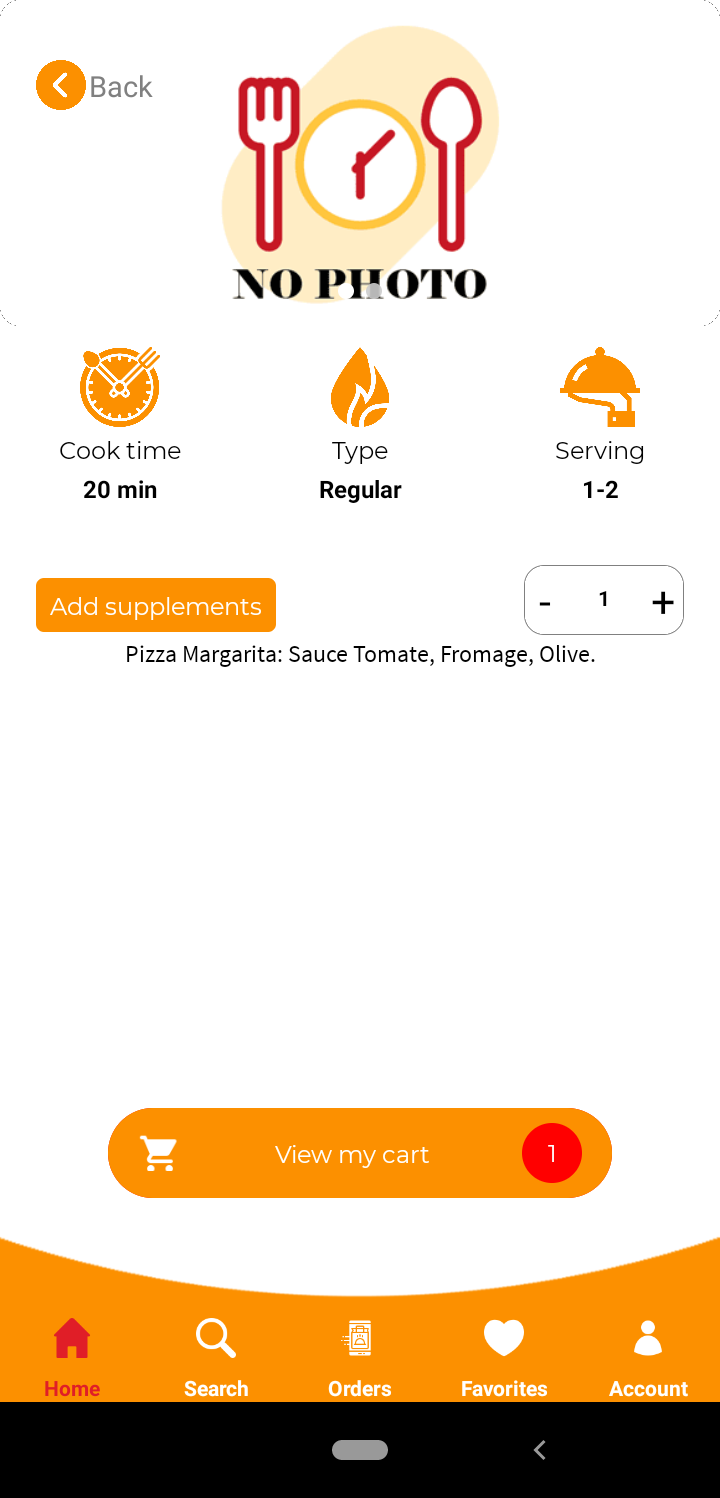 Back
NO PHOTO
Cook time
20 min
Type
Regular
Serving
1-2
Add supplements
- 1 +
Pizza Margarita: Sauce Tomate, Fromage, Olive.
View my cart 1
Home Search Orders Favorites Account